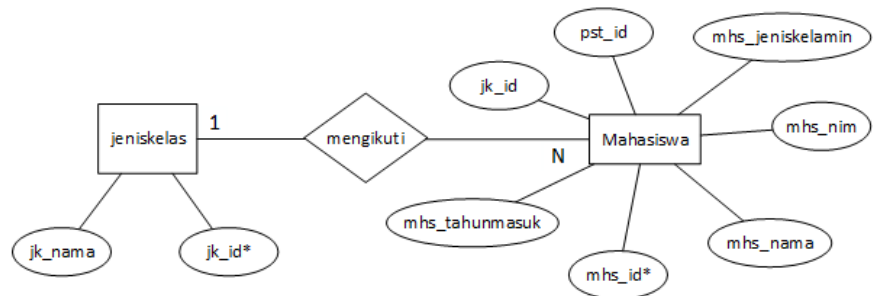 pst_id
mhs_jeniskelamin
jk_id
1
jeniskelas
mengikuti
Mahasiswa
mhs_nim
N
mhs_tahunmasuk
jk_nama
jk_id*
mhs_nama
mhs_id*